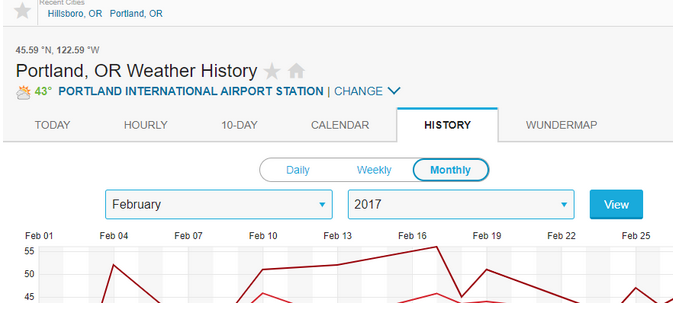 Recent Cities
Hillsboro, OR Portland, OR
45.59 °N, 122.59 °W
Portland, OR Weather History
43° PORTLAND INTERNATIONAL AIRPORT STATION | CHANGE
TODAY HOURLY 10-DAY CALENDAR HISTORY WUNDERMAP
Daily Weekly Monthly
February 2017 View
Feb 01 Feb 04 Feb 07 Feb 10 Feb 13 Feb 16 Feb 19 Feb 22 Feb 25
55
50
45